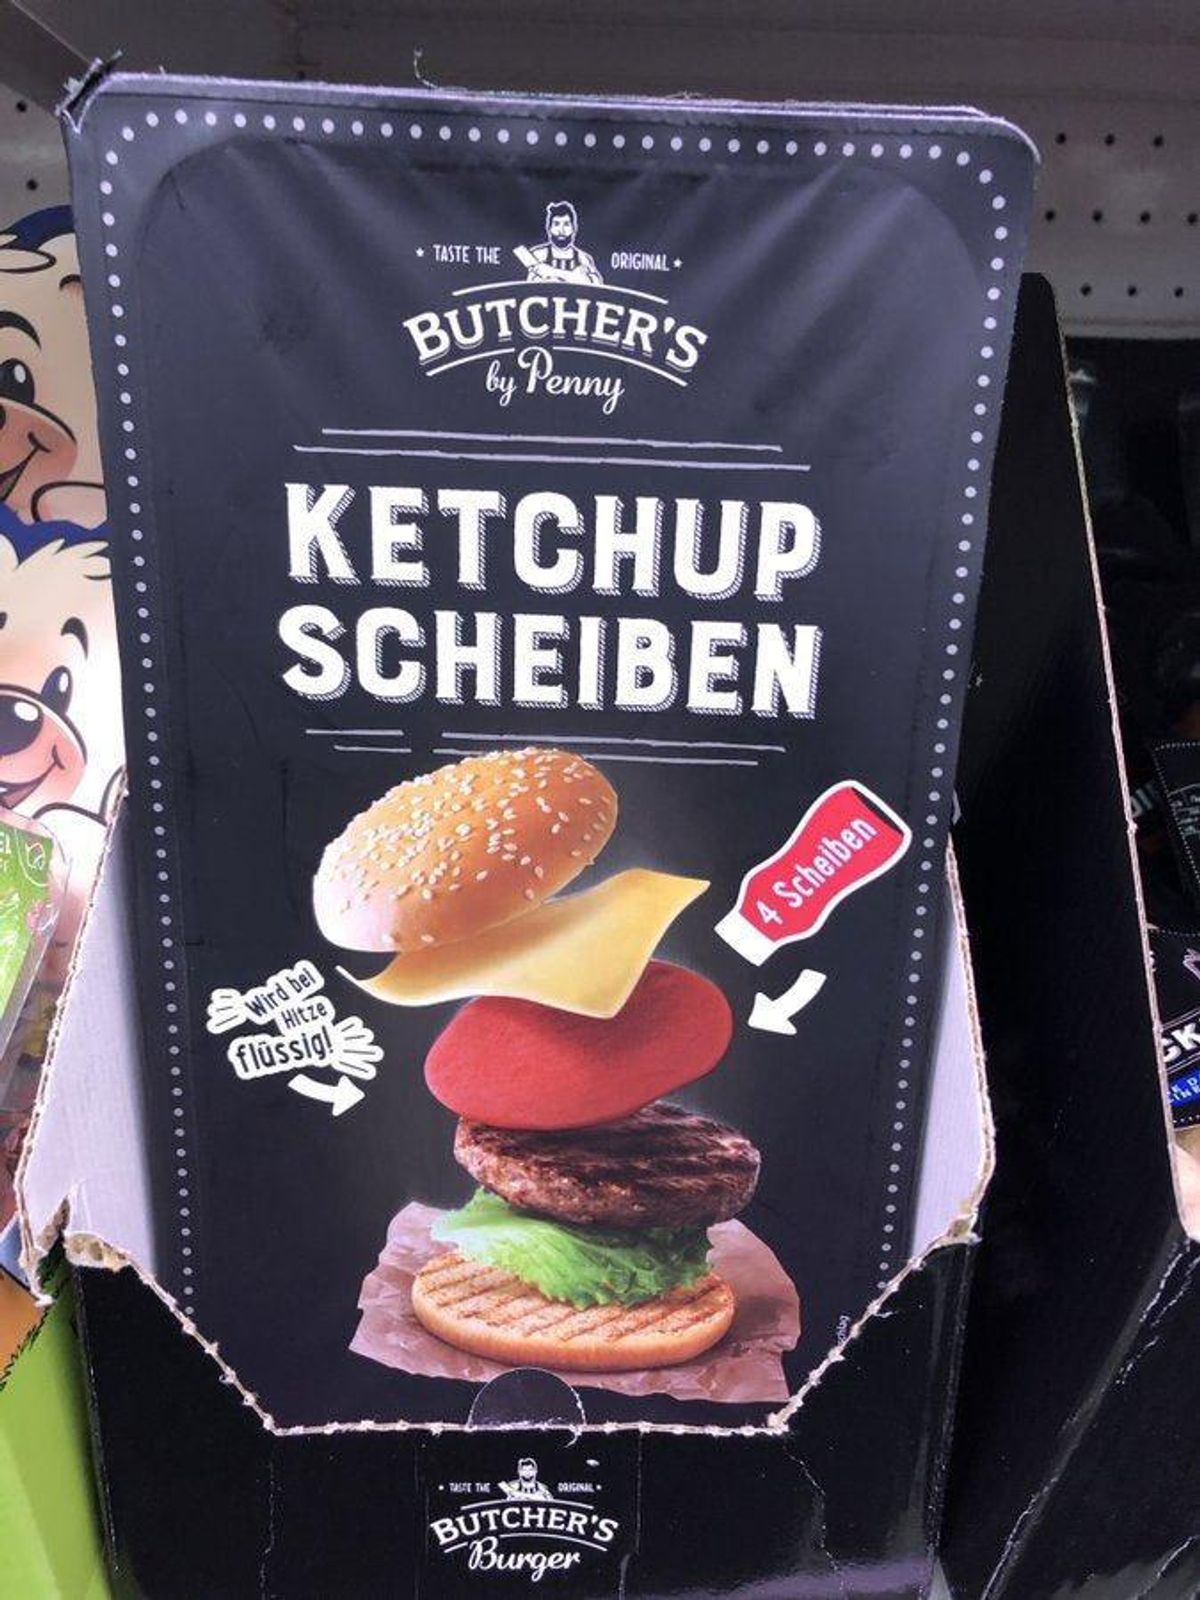 TASTE THE ORIGINAL
BUTCHER'S
by Penny
KETCHUP
SCHEIBEN
4 Scheiben
Wird bei
Hitze
flüssig!
TASTE THE ORIGINAL
BUTCHER'S
Burger